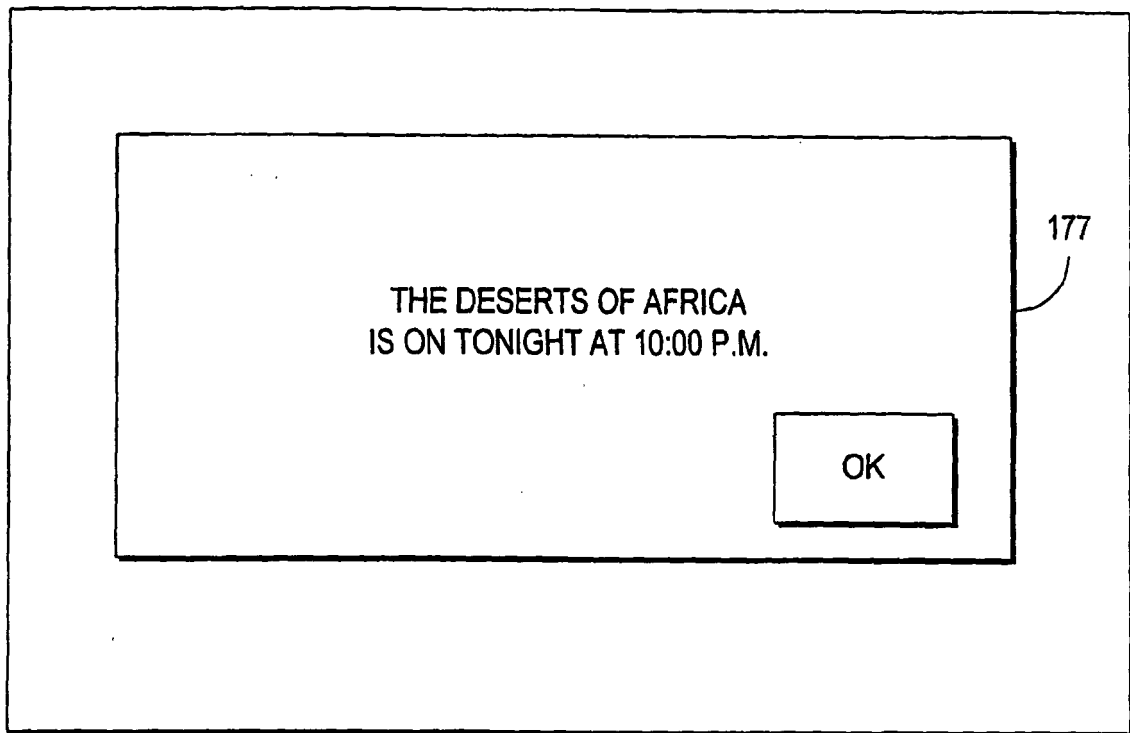 177
THE DESERTS OF AFRICA
IS ON TONIGHT AT 10:00 P.M.
OK